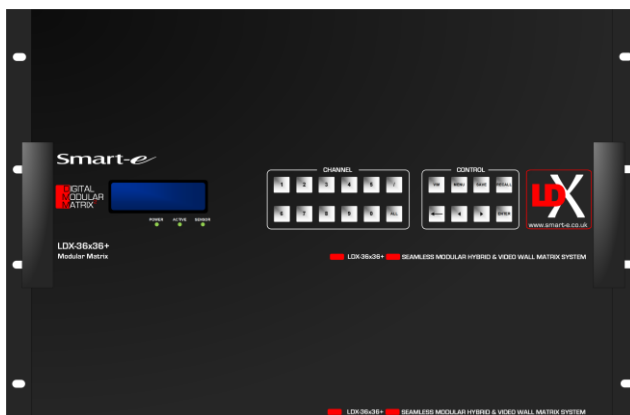 Smart-e
DIGITAL
MODULAR
MATRIX
POWER ACTIVE SENSER
LDX-36x36+
Modular Matrix
CHANNEL
1 2 3 4 5 /
6 7 8 9 0 ALL
CONTROL
SW MENU SAVE RECALL
ENTER
LDX
www.smart-e.co.uk
LDX-36x36+ SEAMLESS MODULAR HYBRID & VIDEO WALL MATRIX SYSTEM
LDX-36x36+ SEAMLESS MODULAR HYBRID & VIDEO WALL MATRIX SYSTEM